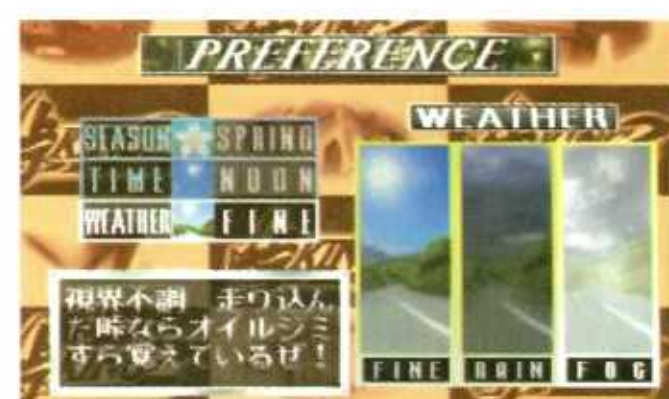 PREFERENCE
WEATHER
SEASON SPRING
TIME NOON
WEATHER FINE
視界不調 走り込ん
だ峠ならオイルシミ
すら覚えているぜ!
FINE RAIN FOG